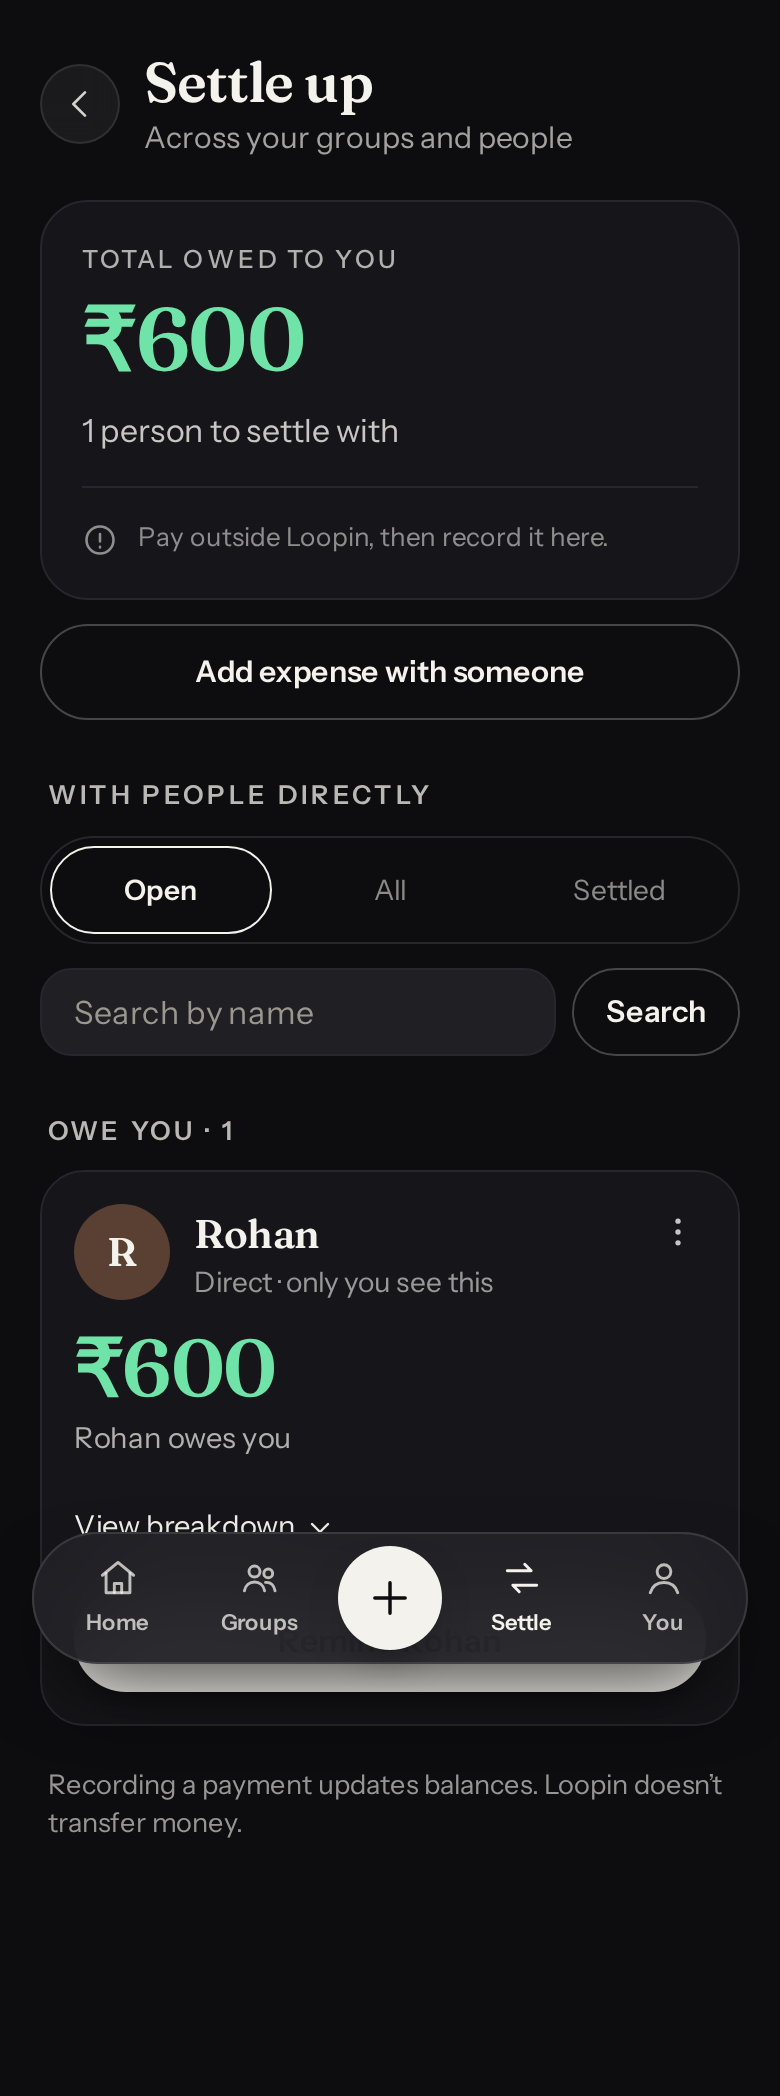 Settle up
Across your groups and people
TOTAL OWED TO YOU
₹600
1 person to settle with
Pay outside Loopin, then record it here.
Add expense with someone
WITH PEOPLE DIRECTLY
Open All Settled
Search by name Search
OWE YOU · 1
R Rohan
Direct · only you see this
₹600
Rohan owes you
View breakdown
Home Groups Settle You
Recording a payment updates balances. Loopin doesn’t
transfer money.